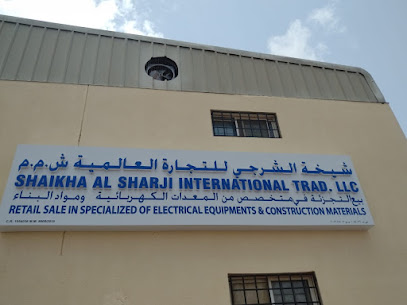 شيخة الشرجي للتجارة العالمية ش.م.م
SHAIKHA AL SHARJI INTERNATIONAL TRAD. LLC
بيع التجزئة في متخصص من المعدات الكهربائية ومواد البناء
RETAIL SALE IN SPECIALIZED OF ELECTRICAL EQUIPMENTS & CONSTRUCTION MATERIALS